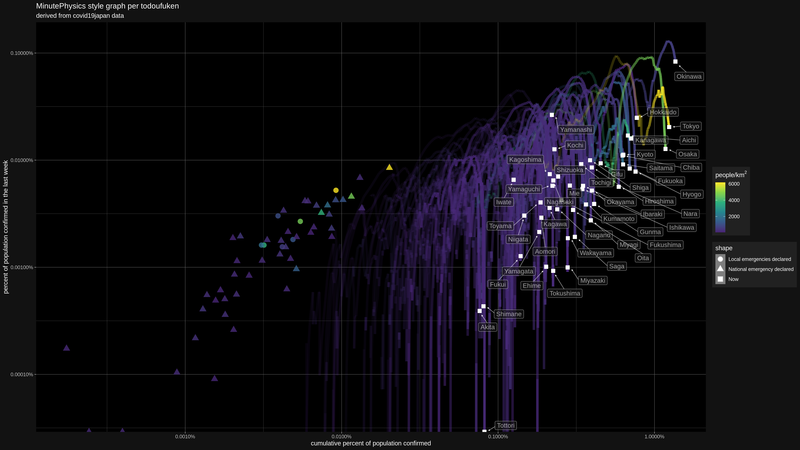 MinutePhysics style graph per todoufuken
derived from covid19japan data
percent of population confirmed in the last week
0.10000%
0.01000%
0.00100%
0.00010%
Okinawa
Hokkaido
Tokyo
Yamanashi
Kanagawa
Aichi
Kochi
Kyoto
Osaka
Kagoshima
Shizuoka
Saitama
Chiba
Gifu
Tochigi
Fukuoka
Yamaguchi
Mie
Shiga
Hyogo
Iwate
Nagasaki
Okayama
Hiroshima
Ibaraki
Nara
Kumamoto
Toyama
Kagawa
Ishikawa
Gunma
Niigata
Nagano
Miyagi
Fukushima
Aomori
Wakayama
Oita
Yamagata
Saga
Fukui
Ehime
Miyazaki
Tokushima
Shimane
Akita
Tottori
0.0010%
0.0100%
0.1000%
1.0000%
cumulative percent of population confirmed
people/km²
6000
4000
2000
shape
Local emergencies declared
National emergency declared
Now